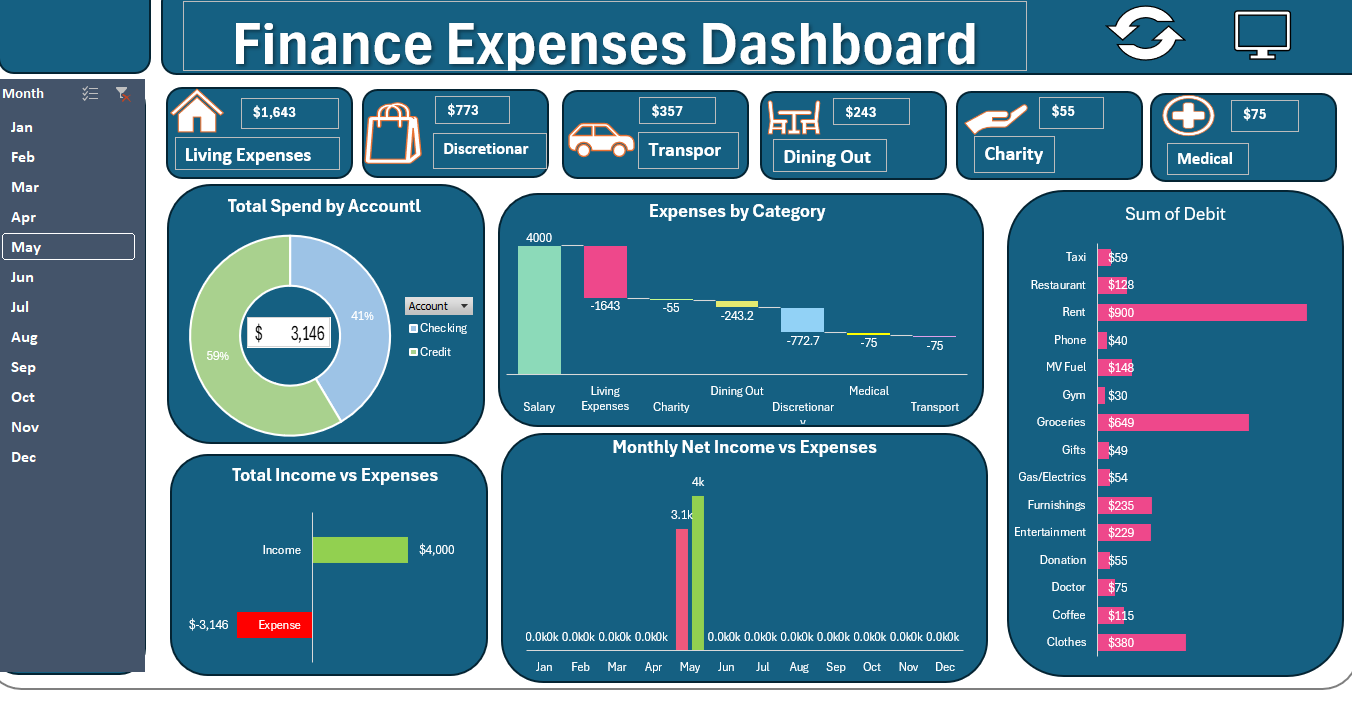 Finance Expenses Dashboard
Month
Jan
Feb
Mar
Apr
May
Jun
Jul
Aug
Sep
Oct
Nov
Dec
$1,643
Living Expenses
$773
Discretionar
$357
Transpor
$243
Dining Out
$55
Charity
$75
Medical
Total Spend by Accountl
41%
59%
$ 3,146
Account
Checking
Credit
Expenses by Category
4000
-1643
-55
-243.2
-772.7
-75
-75
Salary
Living
Expenses
Charity
Dining Out
Discretionar
y
Medical
Transport
Sum of Debit
Taxi $59
Restaurant $128
Rent $900
Phone $40
MV Fuel $148
Gym $30
Groceries $649
Gifts $49
Gas/Electrics $54
Furnishings $235
Entertainment $229
Donation $55
Doctor $75
Coffee $115
Clothes $380
Total Income vs Expenses
Income $4,000
$-3,146 Expense
Monthly Net Income vs Expenses
4k
3.1k
0.0k0k 0.0k0k 0.0k0k 0.0k0k 0.0k0k 0.0k0k 0.0k0k 0.0k0k 0.0k0k 0.0k0k 0.0k0k
Jan Feb Mar Apr May Jun Jul Aug Sep Oct Nov Dec